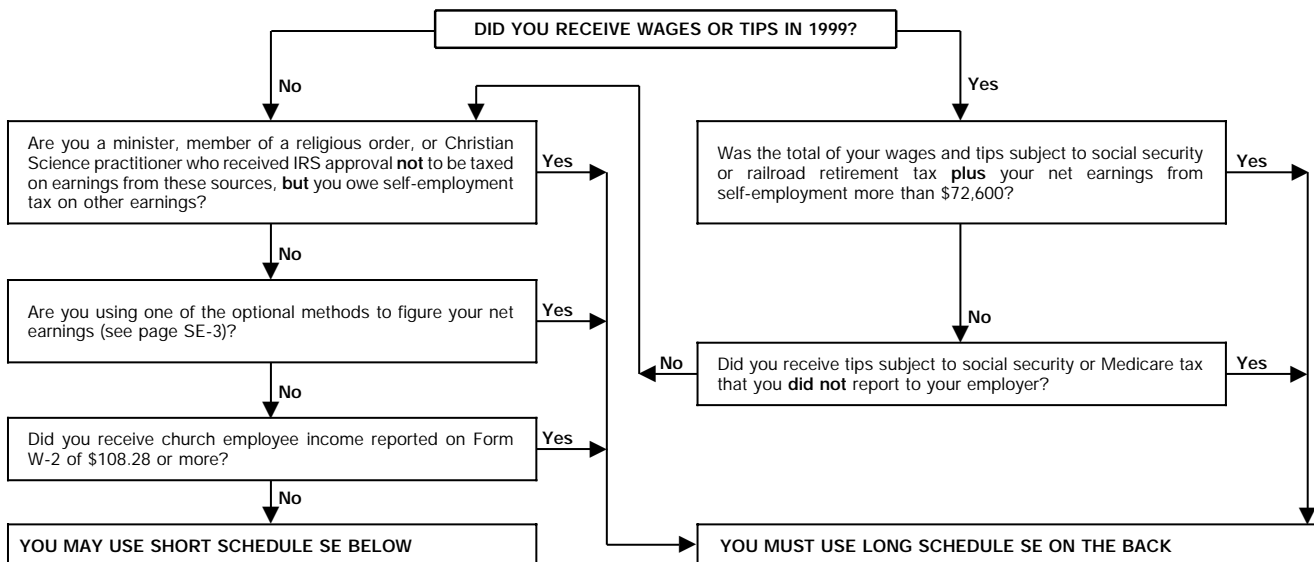 DID YOU RECEIVE WAGES OR TIPS IN 1999?
No
Yes
Are you a minister, member of a religious order, or Christian
Science practitioner who received IRS approval not to be taxed
on earnings from these sources, but you owe self-employment
tax on other earnings?
Yes
Was the total of your wages and tips subject to social security
or railroad retirement tax plus your net earnings from
self-employment more than $72,600?
Yes
No
Are you using one of the optional methods to figure your net
earnings (see page SE-3)?
Yes
No
No
Did you receive tips subject to social security or Medicare tax
that you did not report to your employer?
Yes
No
Did you receive church employee income reported on Form
W-2 of $108.28 or more?
Yes
No
YOU MAY USE SHORT SCHEDULE SE BELOW
YOU MUST USE LONG SCHEDULE SE ON THE BACK